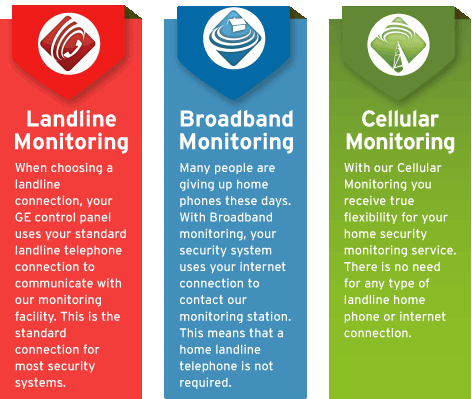 Landline
Monitoring
When choosing a
landline
connection, your
GE control panel
uses your standard
landline telephone
connection to
communicate with
our monitoring
facility. This is the
standard
connection for
most security
systems.
Broadband
Monitoring
Many people are
giving up home
phones these days.
With Broadband
monitoring, your
security system
uses your internet
connection to
contact our
monitoring station.
This means that a
home landline
telephone is not
required.
Cellular
Monitoring
With our Cellular
Monitoring you
receive true
flexibility for your
home security
monitoring service.
There is no need
for any type of
landline home
phone or internet
connection.